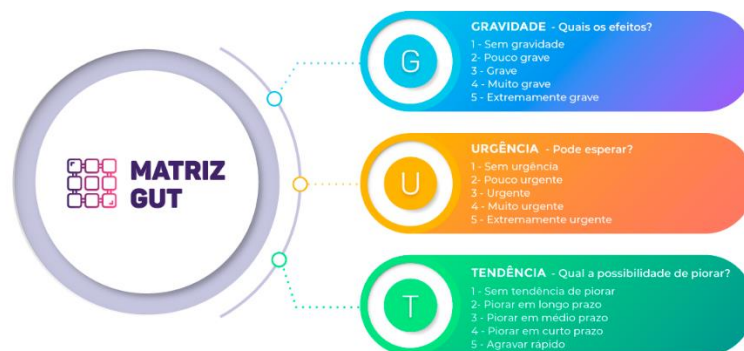 MATRIZ
GUT
G
GRAVIDADE - Quais os efeitos?
1 - Sem gravidade
2- Pouco grave
3 - Grave
4 - Muito grave
5 - Extremamente grave
U
URGÊNCIA - Pode esperar?
1 - Sem urgência
2- Pouco urgente
3 - Urgente
4 - Muito urgente
5 - Extremamente urgente
T
TENDÊNCIA - Qual a possibilidade de piorar?
1 - Sem tendência de piorar
2- Piorar em longo prazo
3 - Piorar em médio prazo
4 - Piorar em curto prazo
5 - Agravar rápido